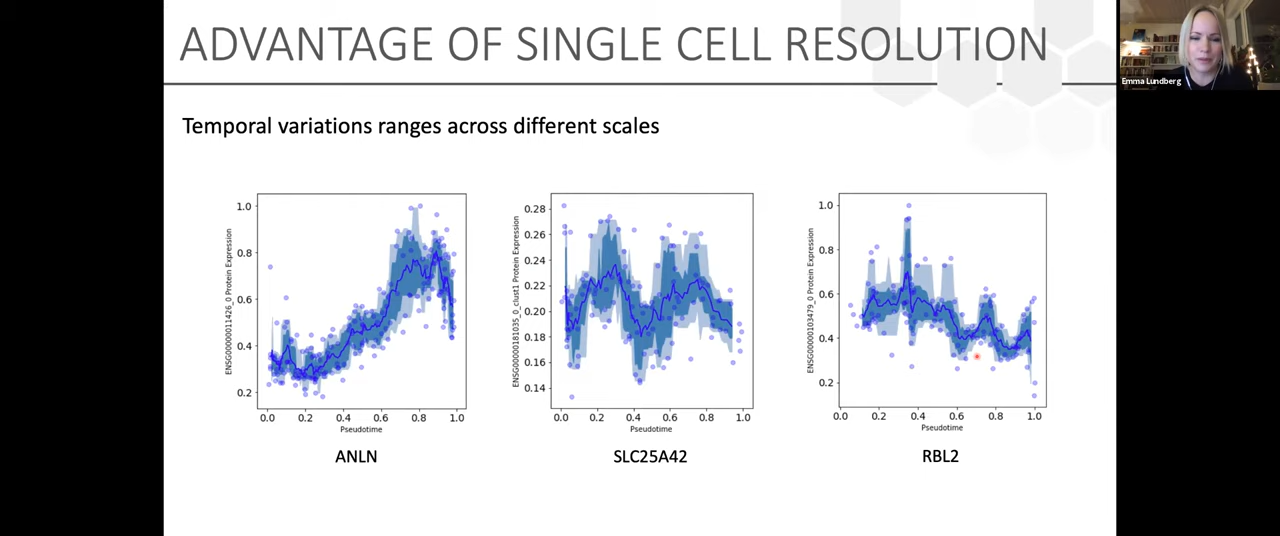 ADVANTAGE OF SINGLE CELL RESOLUTION
Emma Lundberg
Temporal variations ranges across different scales
ENSG00000011426_0 Protein Expression
1.0
0.8
0.6
0.4
0.2
0.0 0.2 0.4 0.6 0.8 1.0
Pseudotime
ANLN
ENSG00000181035_0_clust1 Protein Expression
0.28
0.26
0.24
0.22
0.20
0.18
0.16
0.14
0.0 0.2 0.4 0.6 0.8 1.0
Pseudotime
SLC25A42
ENSG00000103479_0 Protein Expression
1.0
0.8
0.6
0.4
0.2
0.0 0.2 0.4 0.6 0.8 1.0
Pseudotime
RBL2